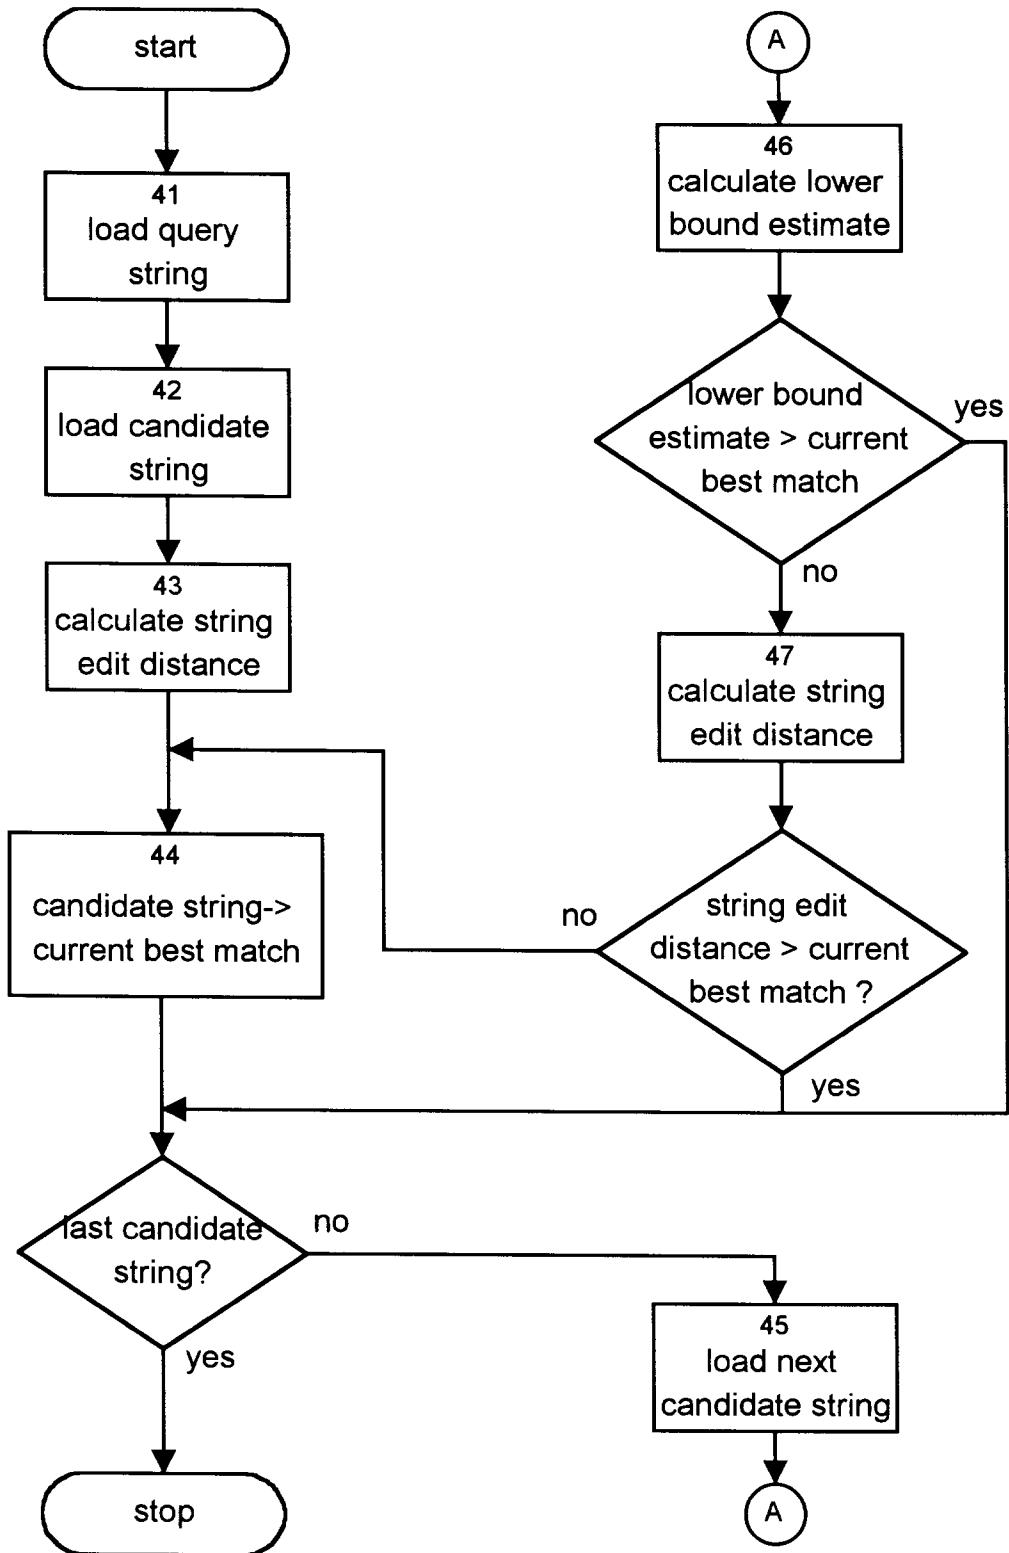 start
41
load query
string
42
load candidate
string
43
calculate string
edit distance
44
candidate string->
current best match
last candidate
string?
no
yes
stop
A
46
calculate lower
bound estimate
lower bound
estimate > current
best match
yes
no
47
calculate string
edit distance
string edit
distance > current
best match ?
no
yes
45
load next
candidate string
A